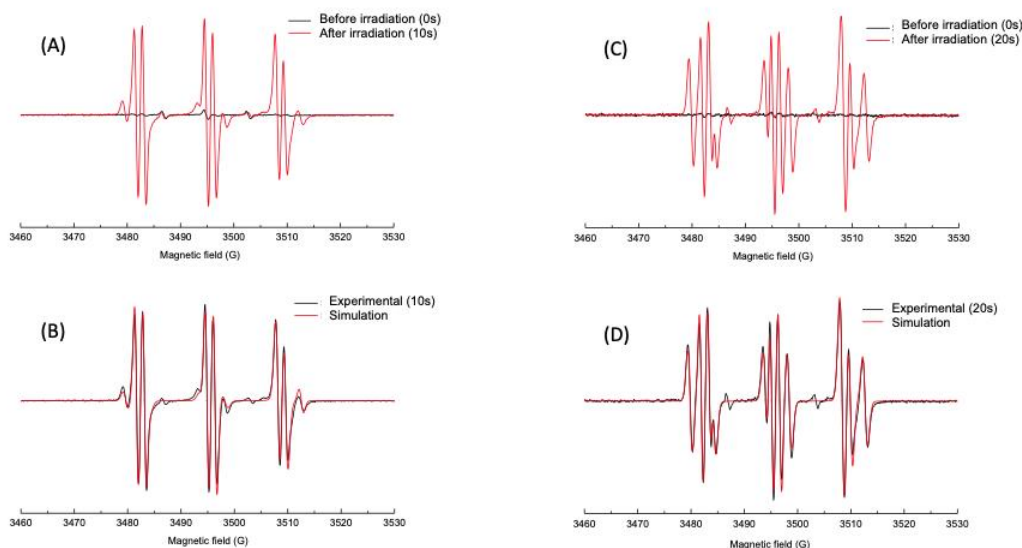 (A)
Before irradiation (0s)
After irradiation (10s)
3460 3470 3480 3490 3500 3510 3520 3530
Magnetic field (G)
(C)
Before irradiation (0s)
After irradiation (20s)
3460 3470 3480 3490 3500 3510 3520 3530
Magnetic field (G)
(B)
Experimental (10s)
Simulation
3460 3470 3480 3490 3500 3510 3520 3530
Magnetic field (G)
(D)
Experimental (20s)
Simulation
3460 3470 3480 3490 3500 3510 3520 3530
Magnetic field (G)